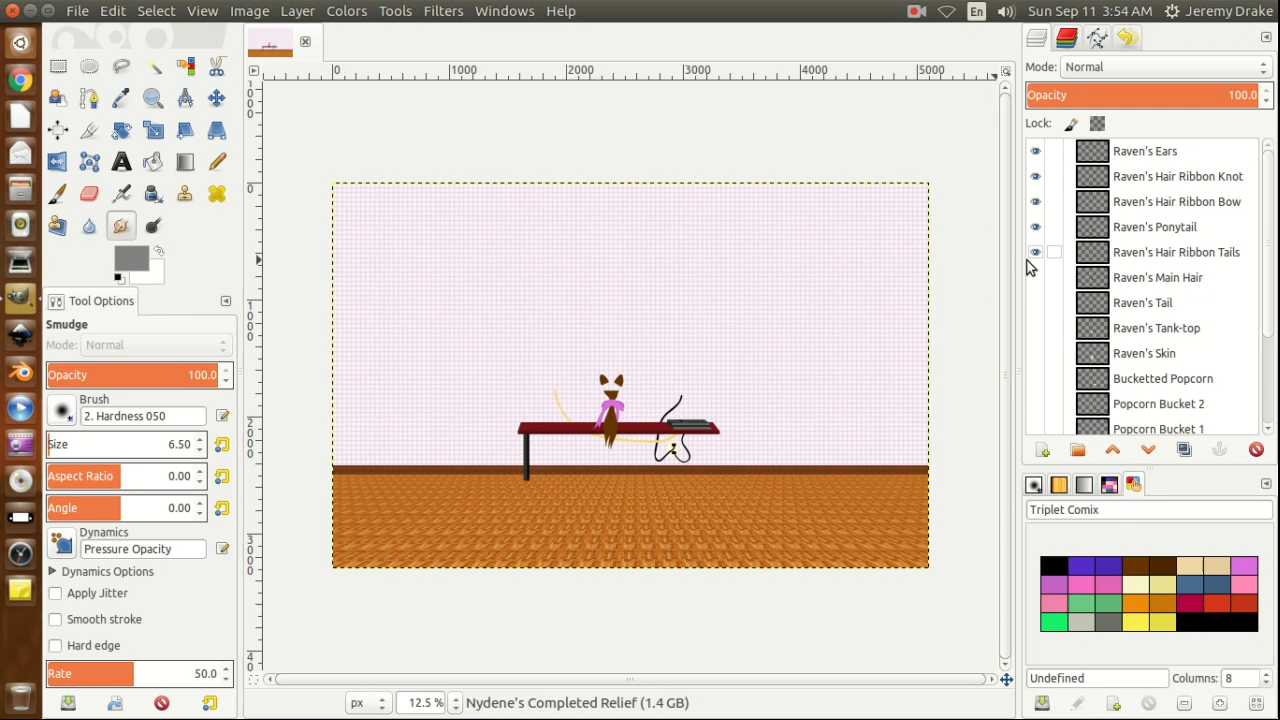 File Edit Select View Image Layer Colors Tools Filters Windows Help
En Sun Sep 11 3:54 AM Jeremy Drake
0 1000 2000 3000 4000 5000
Mode: Normal
Opacity 100.0
Lock:
Raven's Ears
Raven's Hair Ribbon Knot
Raven's Hair Ribbon Bow
Raven's Ponytail
Raven's Hair Ribbon Tails
Raven's Main Hair
Raven's Tail
Raven's Tank-top
Raven's Skin
Bucketted Popcorn
Popcorn Bucket 2
Popcorn Bucket 1
Tool Options
Smudge
Mode: Normal
Opacity 100.0
Brush
2. Hardness 050
Size 6.50
Aspect Ratio 0.00
Angle 0.00
Dynamics
Pressure Opacity
Dynamics Options
Apply Jitter
Smooth stroke
Hard edge
Rate 50.0
Triplet Comix
Undefined Columns: 8
px 12.5 % Nydene's Completed Relief (1.4 GB)